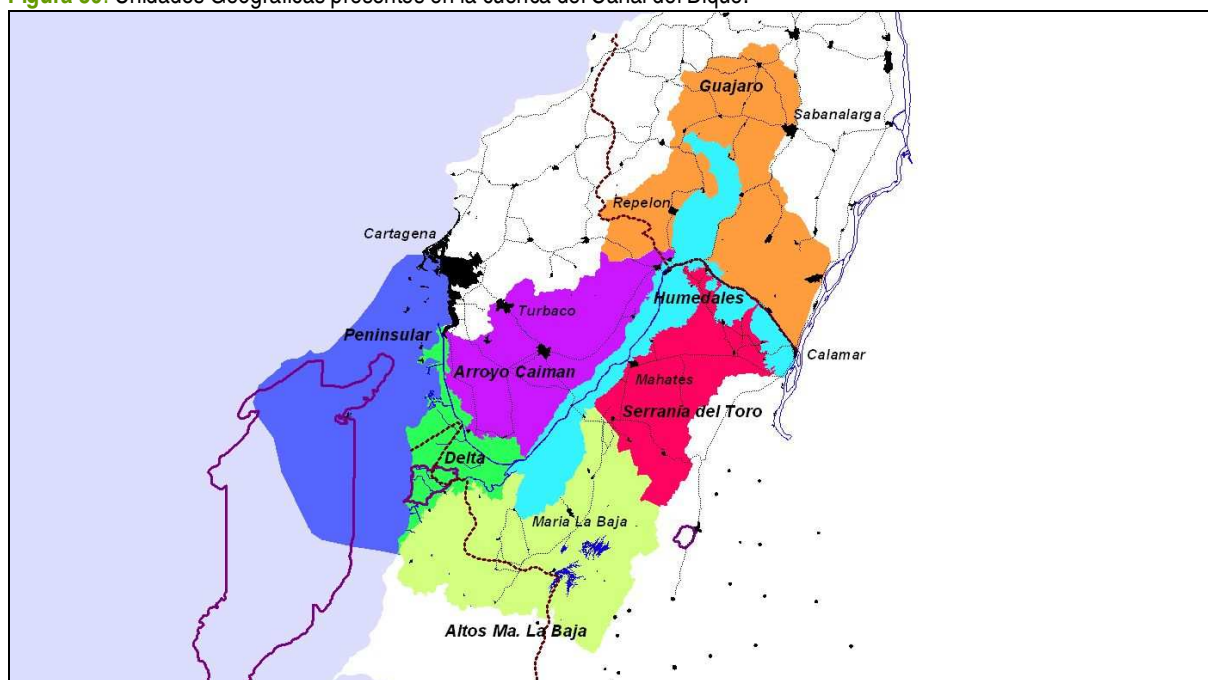 Unidades Geográficas presentes en la cuenca del Canal del Dique.
Guajaro
Sabanalarga
Repelon
Cartagena
Humedales
Turbaco
Peninsular
Calamar
Arroyo Caiman
Mahates
Serranía del Toro
Delta
Maria La Baja
Altos Ma. La Baja